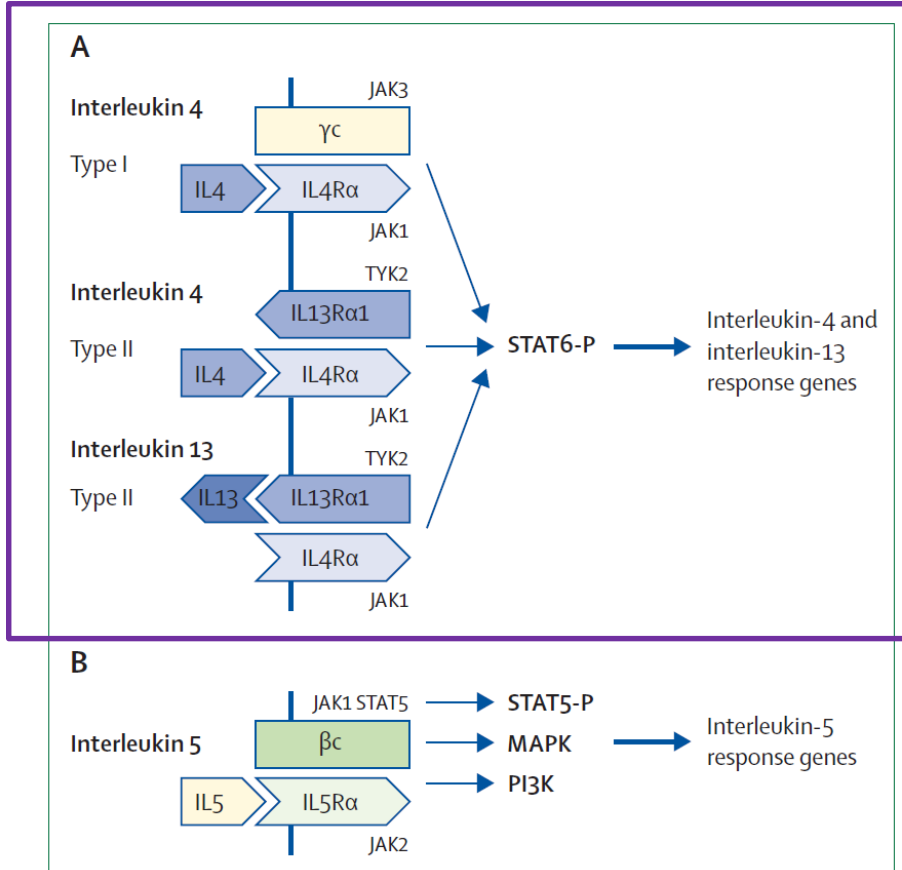 A
JAK3
Interleukin 4
γc
Type I
IL4
IL4Rα
JAK1
TYK2
Interleukin 4
IL13Rα1
Type II
IL4
IL4Rα
JAK1
STAT6-P
Interleukin-4 and
interleukin-13
response genes
Interleukin 13
TYK2
Type II
IL13
IL13Rα1
IL4Rα
JAK1
B
JAK1 STAT5
STAT5-P
Interleukin 5
βc
MAPK
Interleukin-5
response genes
PI3K
IL5
IL5Rα
JAK2